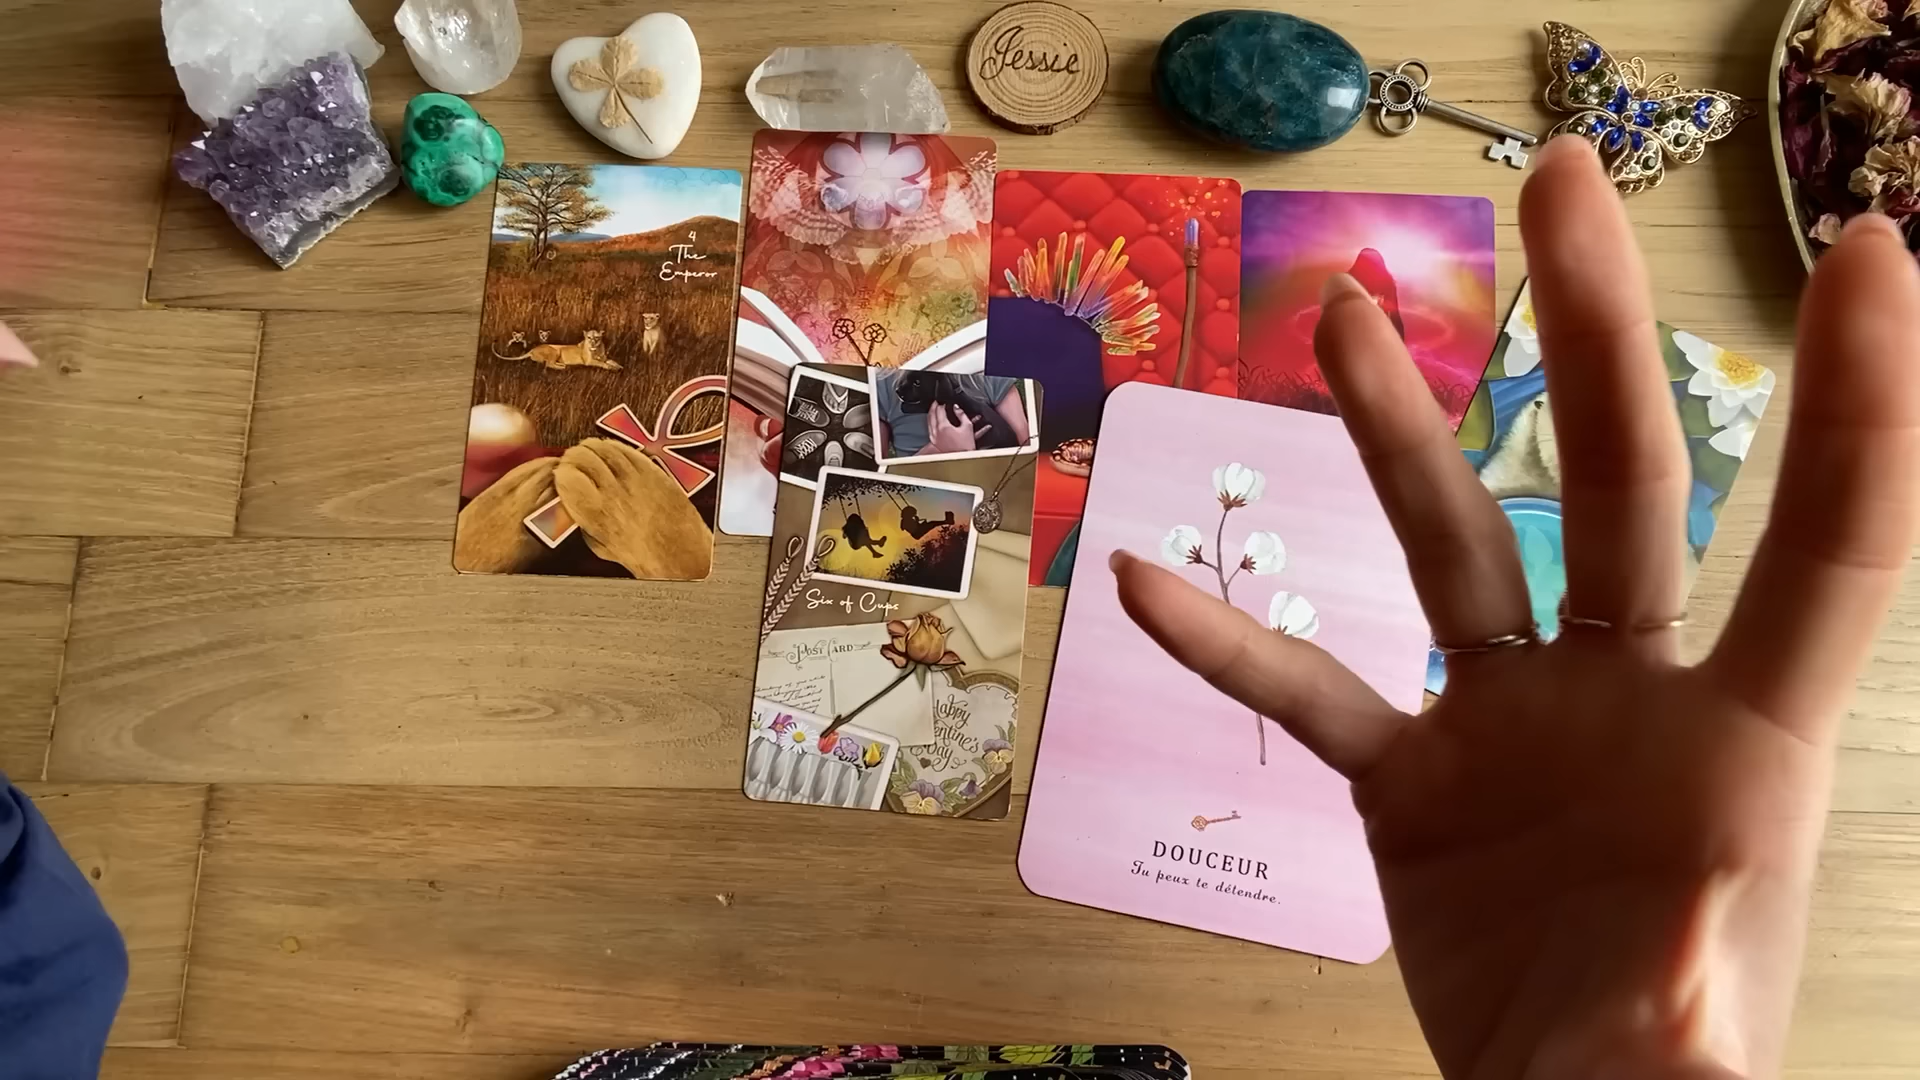 Jessie
4
The
Emperor
Six of Cups
POST CARD
Happy
Valentine's
Day
DOUCEUR
Tu peux te détendre.